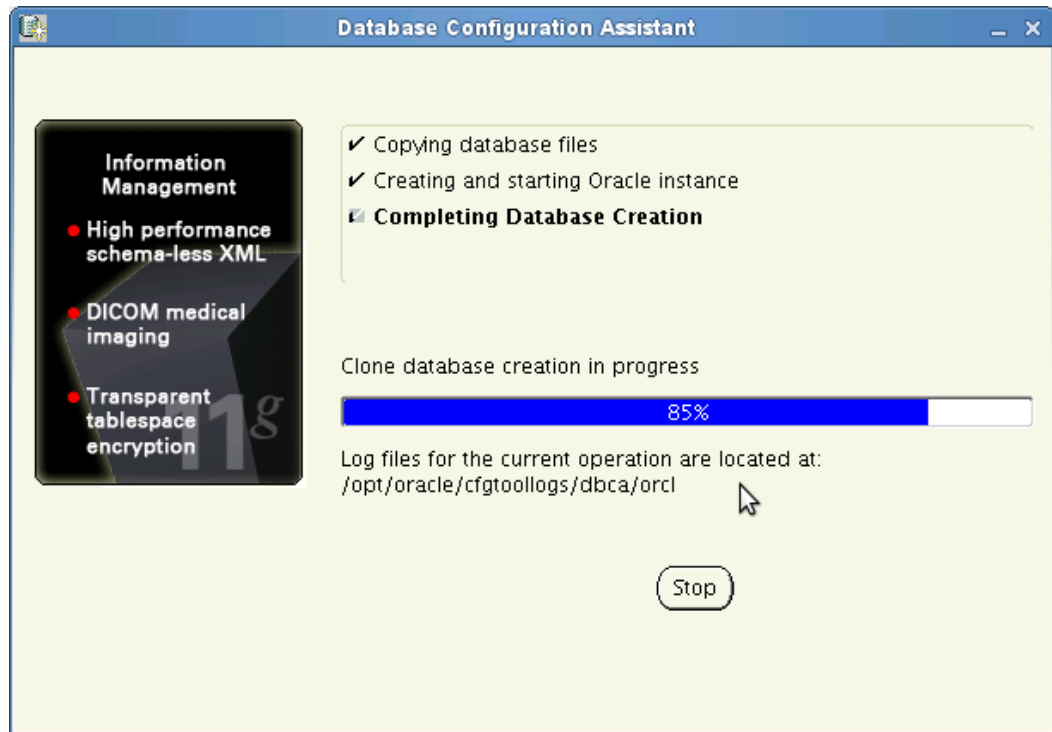 Database Configuration Assistant
Information
Management
High performance
schema-less XML
DICOM medical
imaging
Transparent
tablespace
encryption
11g
Copying database files
Creating and starting Oracle instance
Completing Database Creation
Clone database creation in progress
85%
Log files for the current operation are located at:
/opt/oracle/cfgtoollogs/dbca/orcl
Stop